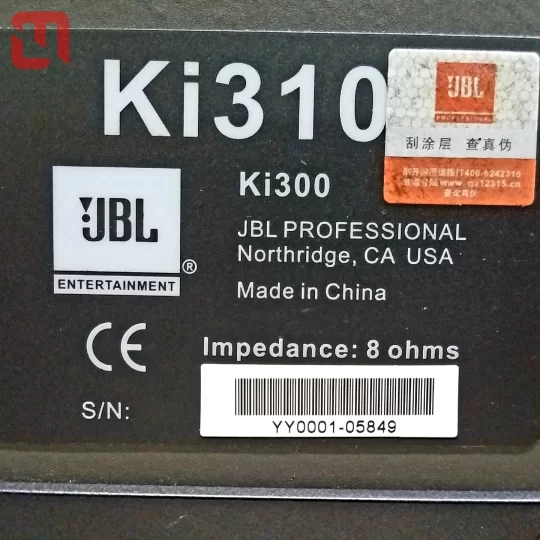 Ki310
JBL
PROFESSIONAL
刮涂层 查真伪
JBL
ENTERTAINMENT
®
Ki300
JBL PROFESSIONAL
Northridge, CA USA
Made in China
CE
Impedance: 8 ohms
S/N:
YY0001-05849